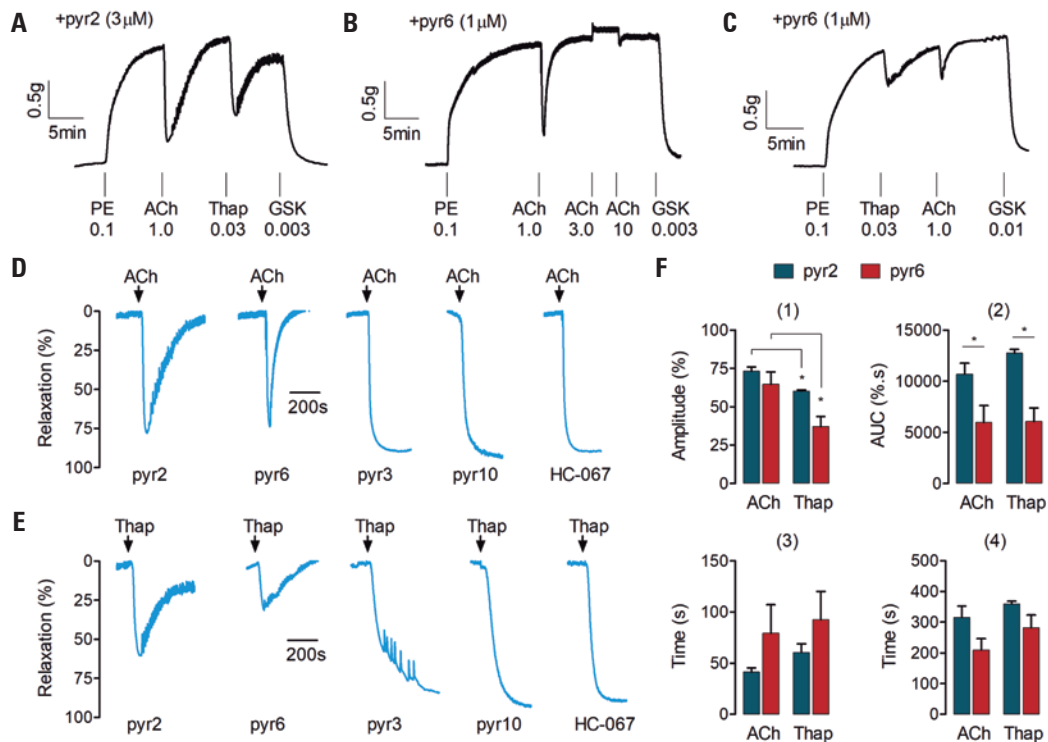 A
+pyr2 (3μM)
0.5g
5min
PE
ACh
Thap
GSK
0.1
1.0
0.03
0.003
B
+pyr6 (1μM)
0.5g
5min
PE
ACh
ACh
ACh
GSK
0.1
1.0
3.0
10
0.003
C
+pyr6 (1μM)
0.5g
5min
PE
Thap
ACh
GSK
0.1
0.03
1.0
0.01
D
ACh
ACh
ACh
ACh
ACh
Relaxation (%)
0
25
50
75
100
200s
pyr2
pyr6
pyr3
pyr10
HC-067
E
Thap
Thap
Thap
Thap
Thap
Relaxation (%)
0
25
50
75
100
200s
pyr2
pyr6
pyr3
pyr10
HC-067
F
pyr2
pyr6
(1)
Amplitude (%)
100
75
50
25
0
*
*
ACh
Thap
(2)
AUC (%.s)
15000
10000
5000
0
*
*
ACh
Thap
(3)
Time (s)
150
100
50
0
ACh
Thap
(4)
Time (s)
500
400
300
200
100
0
ACh
Thap